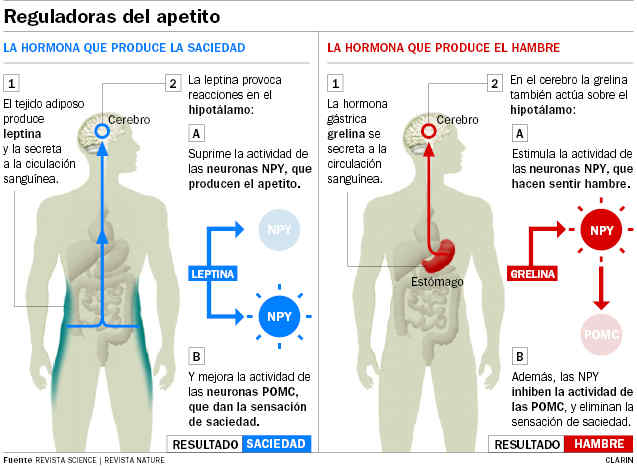 Reguladoras del apetito
LA HORMONA QUE PRODUCE LA SACIEDAD
1
El tejido adiposo
produce
leptina
y la secreta
a la ciculación
sanguínea.
Cerebro
2
La leptina provoca
reacciones en el
hipotálamo:
A
Suprime la actividad de
las neuronas NPY, que
producen el apetito.
NPY
LEPTINA
NPY
B
Y mejora la actividad de
las neuronas POMC,
que dan la sensación
de saciedad.
RESULTADO SACIEDAD
LA HORMONA QUE PRODUCE EL HAMBRE
1
La hormona
gástrica
grelina se
secreta a la
circulación
sanguínea.
Cerebro
Estómago
2
En el cerebro la grelina
también actúa sobre el
hipotálamo:
A
Estimula la actividad de
las neuronas NPY, que
hacen sentir hambre.
NPY
GRELINA
POMC
B
Además, las NPY
inhiben la actividad de
las POMC, y eliminan la
sensación de saciedad.
RESULTADO HAMBRE
Fuente REVISTA SCIENCE | REVISTA NATURE
CLARIN